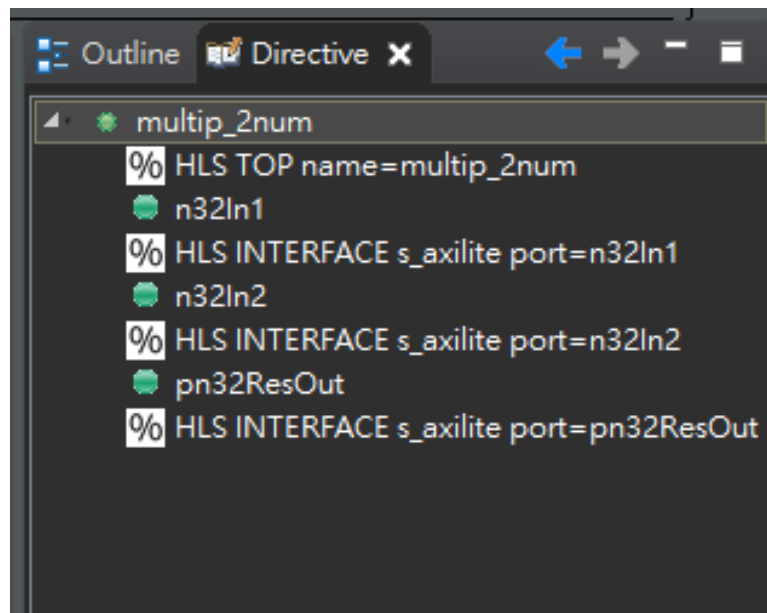 Outline Directive
multip_2num
% HLS TOP name=multip_2num
n32In1
% HLS INTERFACE s_axilite port=n32In1
n32In2
% HLS INTERFACE s_axilite port=n32In2
pn32ResOut
% HLS INTERFACE s_axilite port=pn32ResOut